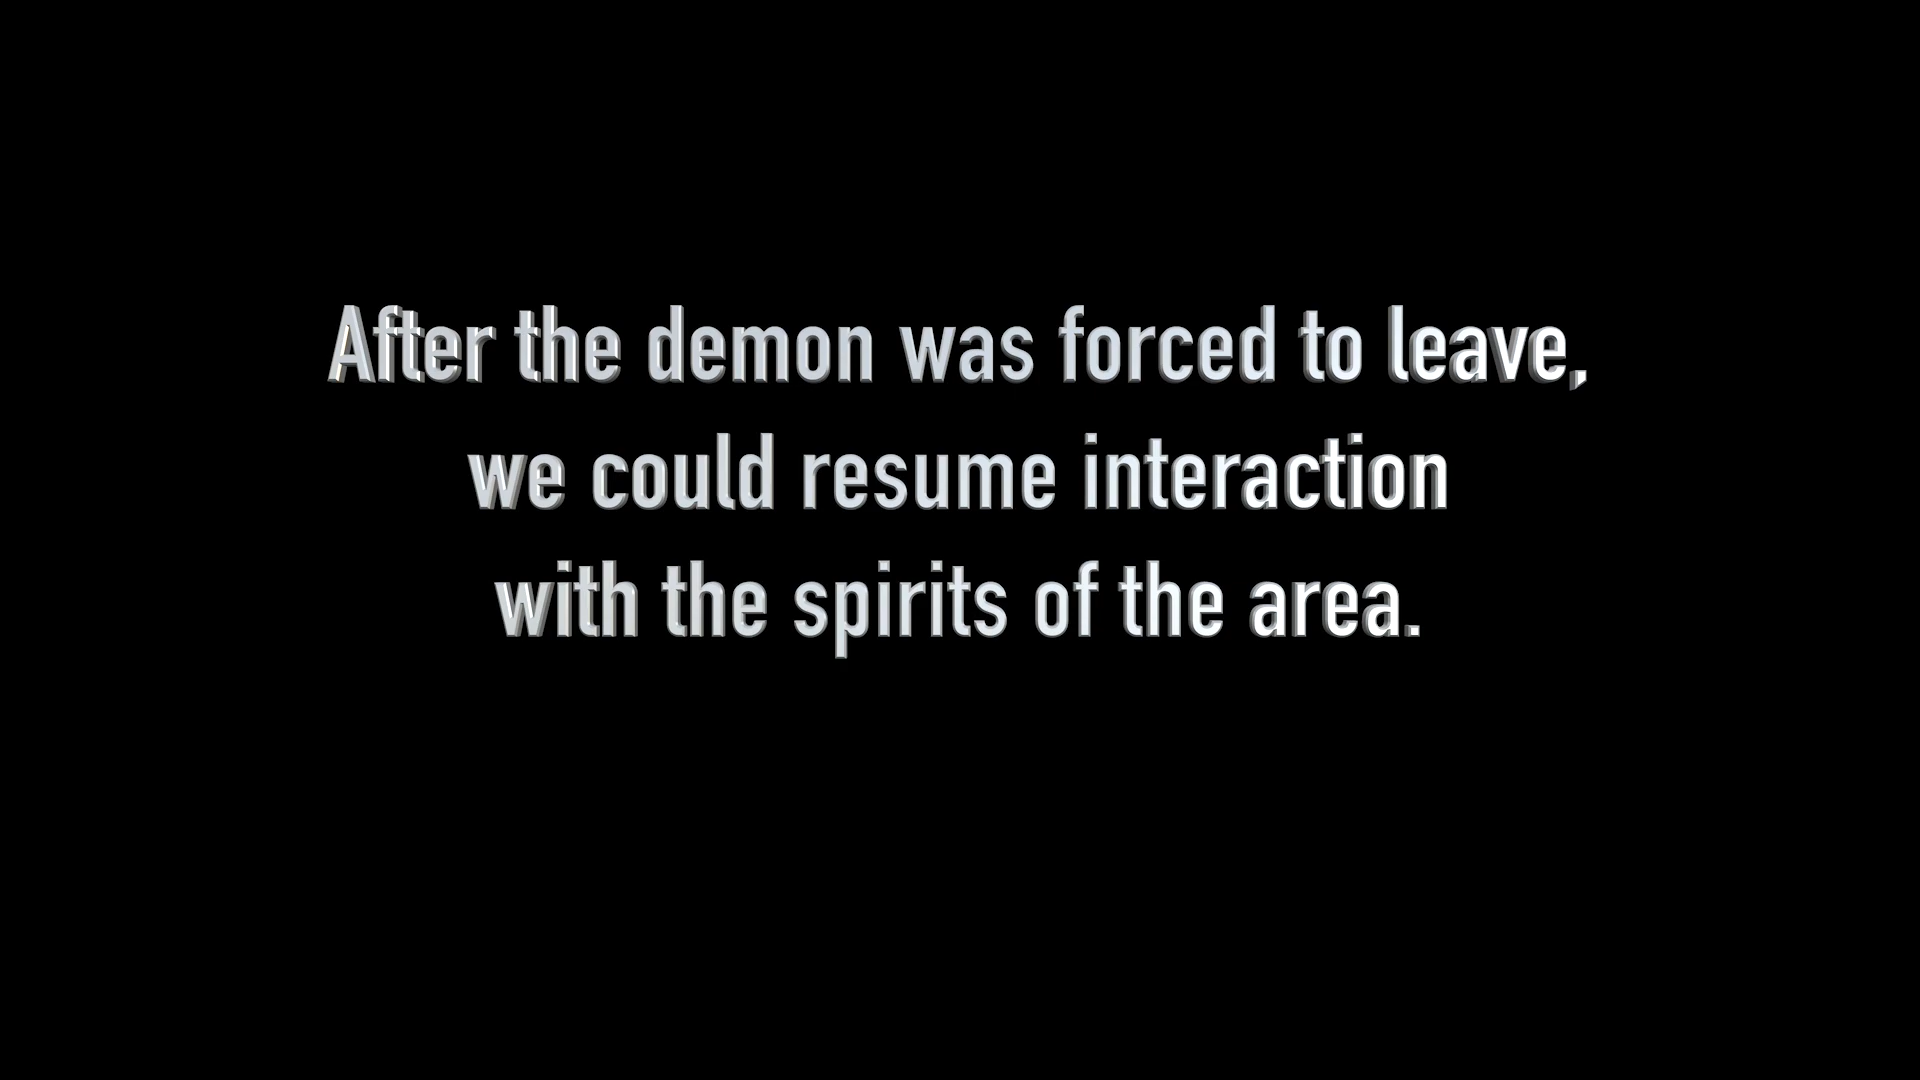 After the demon was forced to leave,
we could resume interaction
with the spirits of the area.